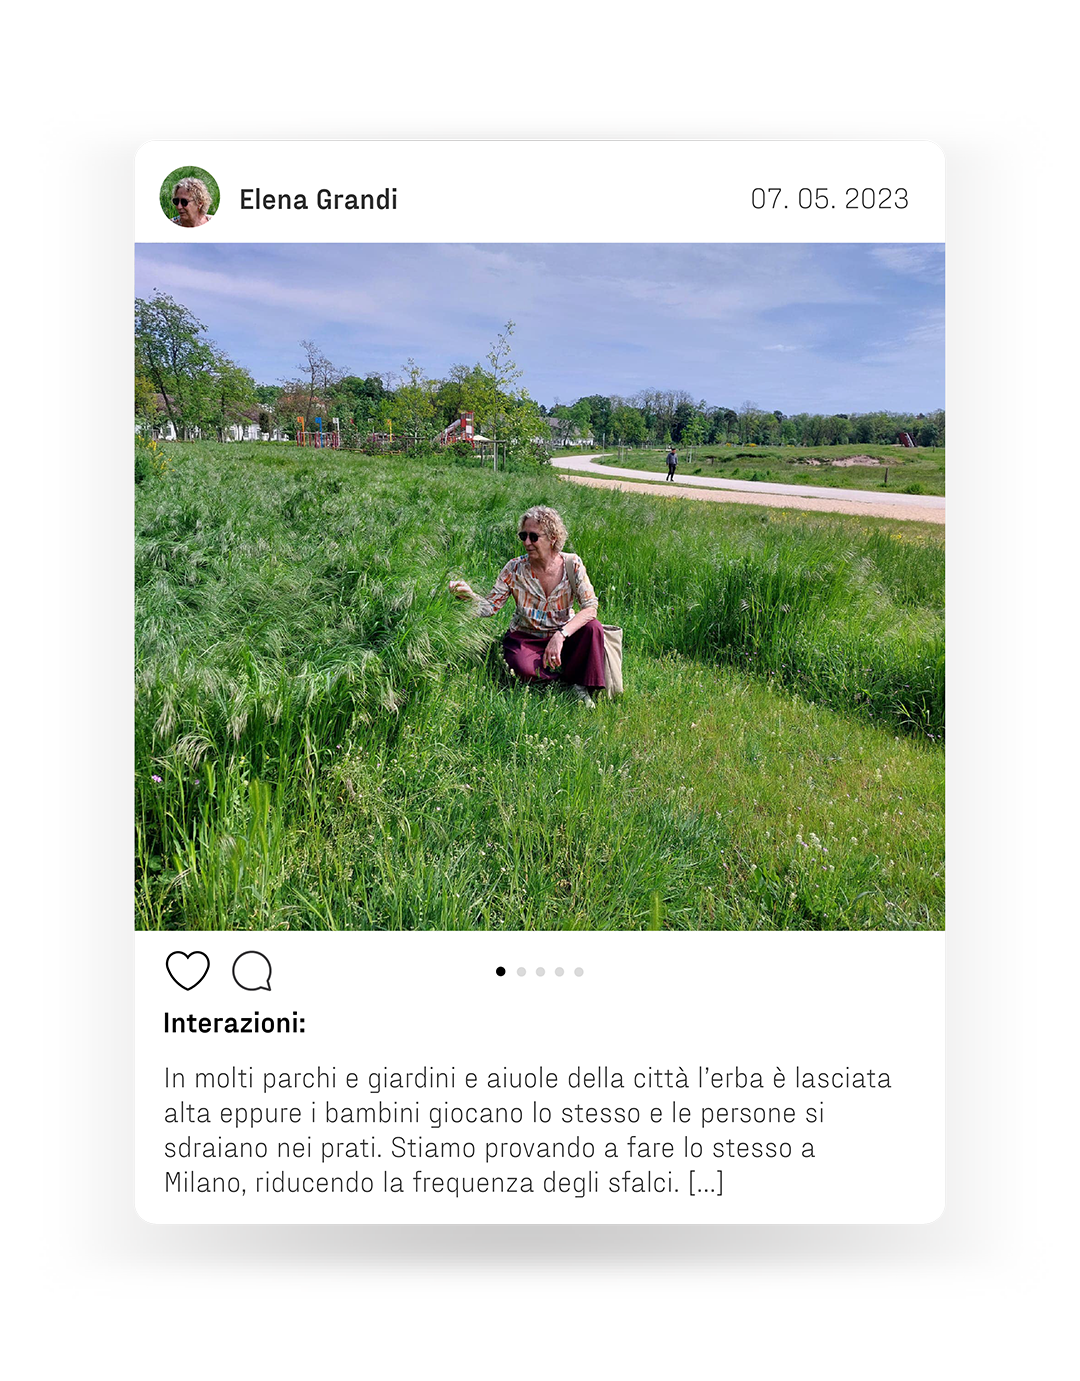 Elena Grandi
07. 05. 2023
Interazioni:
In molti parchi e giardini e aiuole della città l’erba è lasciata
alta eppure i bambini giocano lo stesso e le persone si
sdraiano nei prati. Stiamo provando a fare lo stesso a
Milano, riducendo la frequenza degli sfalci. [...]